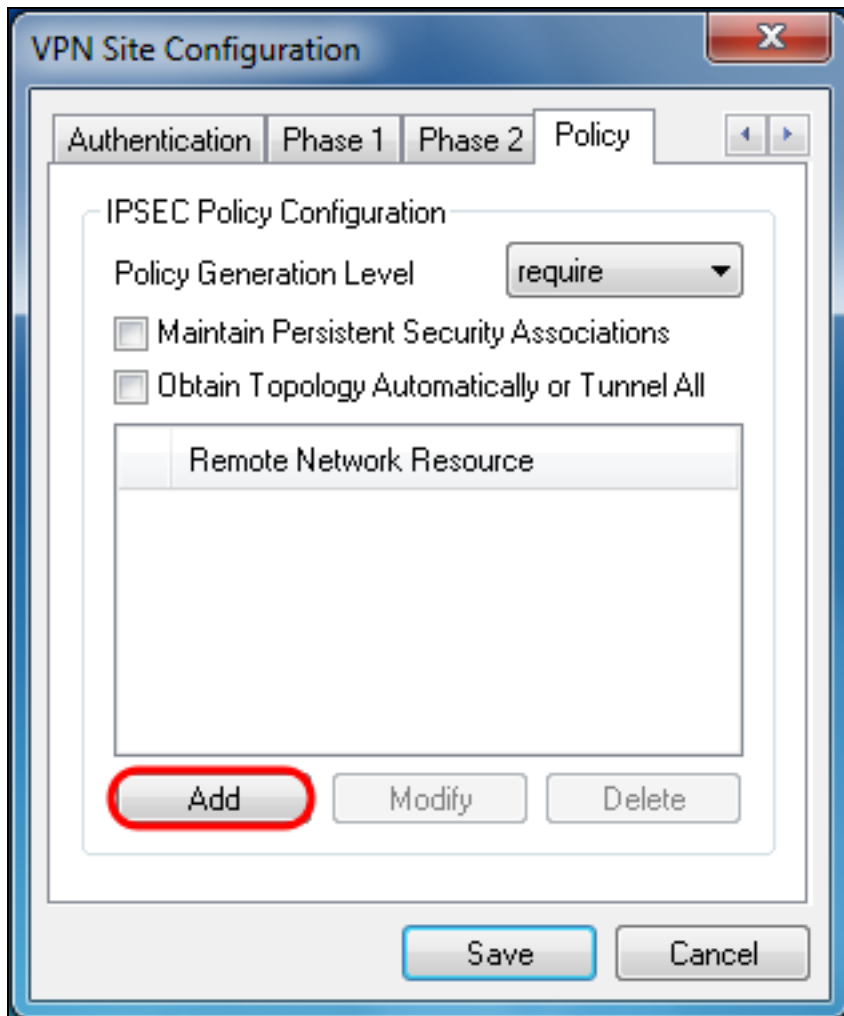 VPN Site Configuration
Authentication Phase 1 Phase 2 Policy
IPSEC Policy Configuration
Policy Generation Level require
Maintain Persistent Security Associations
Obtain Topology Automatically or Tunnel All
Remote Network Resource
Add Modify Delete
Save Cancel